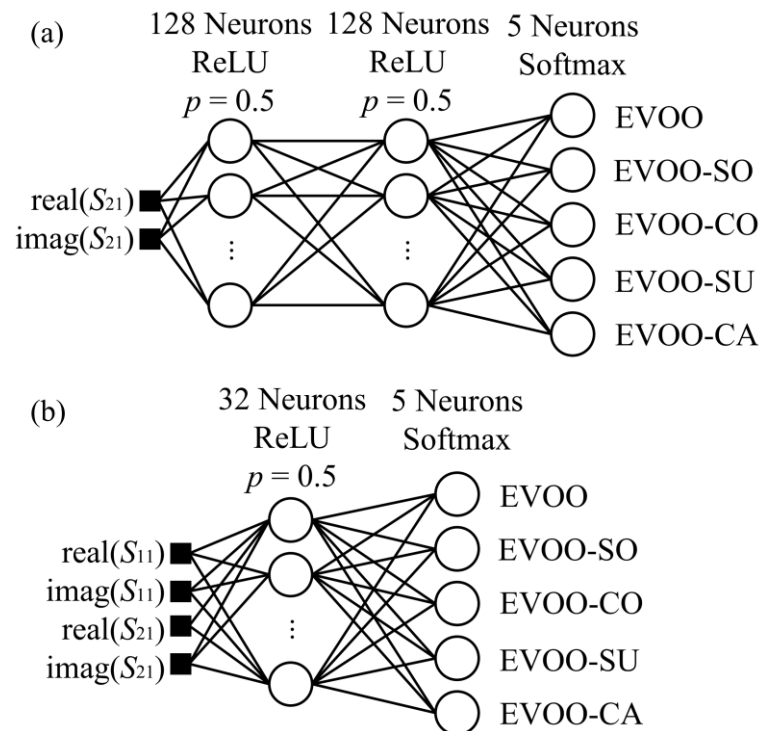 (a)
128 Neurons
ReLU
p = 0.5
128 Neurons
ReLU
p = 0.5
5 Neurons
Softmax
real(S21)
imag(S21)
⋮
⋮
EVOO
EVOO-SO
EVOO-CO
EVOO-SU
EVOO-CA
(b)
32 Neurons
ReLU
p = 0.5
5 Neurons
Softmax
real(S11)
imag(S11)
real(S21)
imag(S21)
⋮
EVOO
EVOO-SO
EVOO-CO
EVOO-SU
EVOO-CA